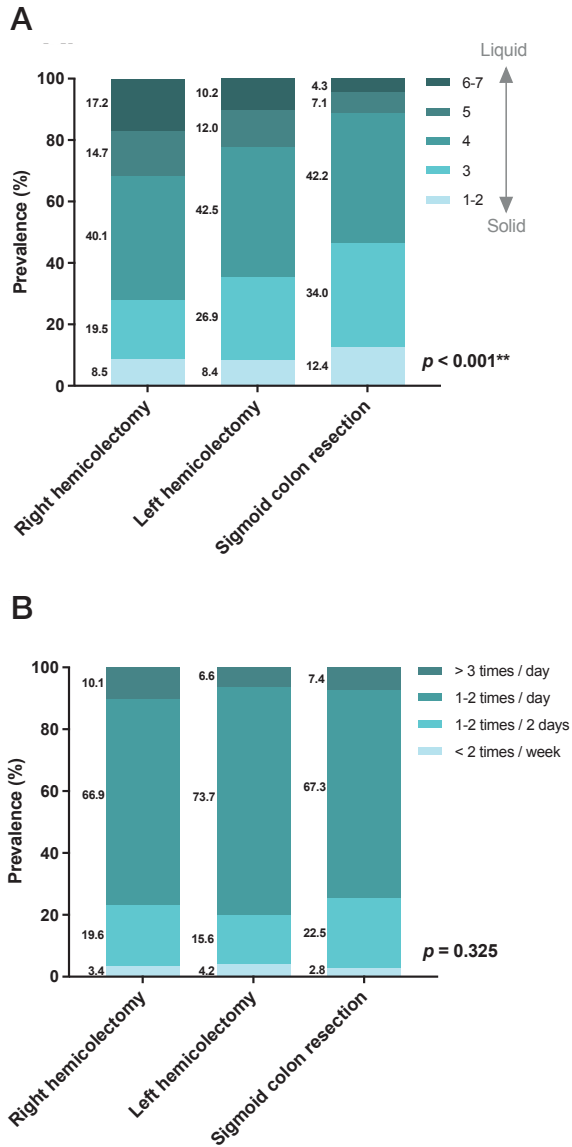 A
Liquid
6-7
5
4
3
1-2
Solid
Prevalence (%)
100
80
60
40
20
0
17.2
14.7
40.1
19.5
8.5
10.2
12.0
42.5
26.9
8.4
4.3
7.1
42.2
34.0
12.4
p < 0.001**
Right hemicolectomy
Left hemicolectomy
Sigmoid colon resection
B
> 3 times / day
1-2 times / day
1-2 times / 2 days
< 2 times / week
Prevalence (%)
100
80
60
40
20
0
10.1
66.9
19.6
3.4
6.6
73.7
15.6
4.2
7.4
67.3
22.5
2.8
p = 0.325
Right hemicolectomy
Left hemicolectomy
Sigmoid colon resection